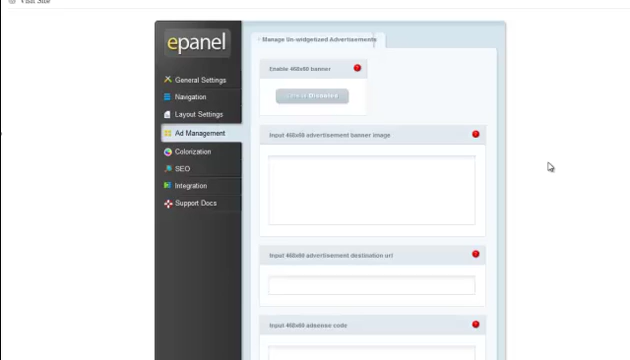 Visit Site
epanel
Manage Un-widgetized Advertisements
Enable 468x60 banner
Disabled
General Settings
Navigation
Layout Settings
Ad Management
Colorization
SEO
Integration
Support Docs
Input 468x60 advertisement banner image
Input 468x60 advertisement destination url
Input 468x60 adsense code